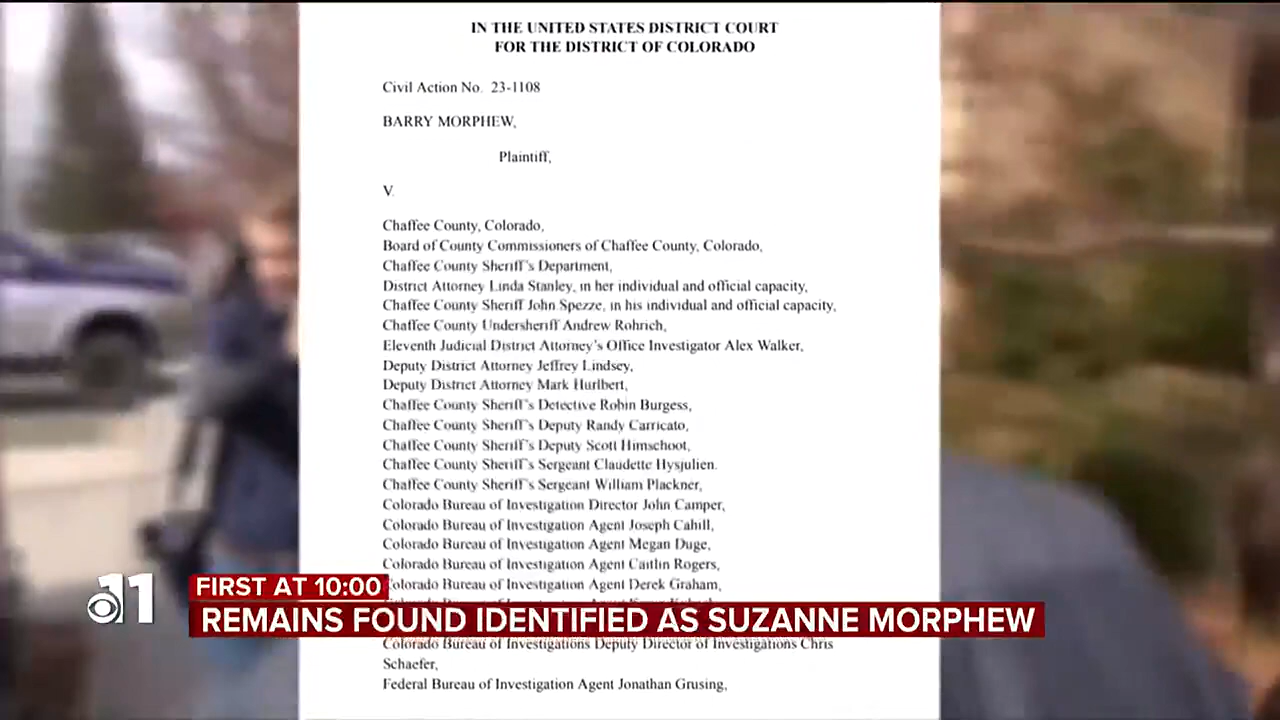 IN THE UNITED STATES DISTRICT COURT
FOR THE DISTRICT OF COLORADO
Civil Action No. 23-1108
BARRY MORPHEW,
Plaintiff,
V.
Chaffee County, Colorado,
Board of County Commissioners of Chaffee County, Colorado,
Chaffee County Sheriff's Department,
District Attorney Linda Stanley, in her individual and official capacity,
Chaffee County Sheriff John Spezze, in his individual and official capacity,
Chaffee County Undersheriff Andrew Rohrich,
Eleventh Judicial District Attorney's Office Investigator Alex Walker,
Deputy District Attorney Jeffrey Lindsey,
Deputy District Attorney Mark Hurlbert,
Chaffee County Sheriff's Detective Robin Burgess,
Chaffee County Sheriff's Deputy Randy Carricato,
Chaffee County Sheriff's Deputy Scott Himschoot,
Chaffee County Sheriff's Sergeant Claudette Hysjulien.
Chaffee County Sheriff's Sergeant William Plackner,
Colorado Bureau of Investigation Director John Camper,
Colorado Bureau of Investigation Agent Joseph Cahill,
Colorado Bureau of Investigation Agent Megan Duge,
Colorado Bureau of Investigation Agent Caitlin Rogers,
Colorado Bureau of Investigation Agent Derek Graham,
11
FIRST AT 10:00
REMAINS FOUND IDENTIFIED AS SUZANNE MORPHEW
Colorado Bureau of Investigations Deputy Director of Investigations Chris
Schaefer,
Federal Bureau of Investigation Agent Jonathan Grusing,